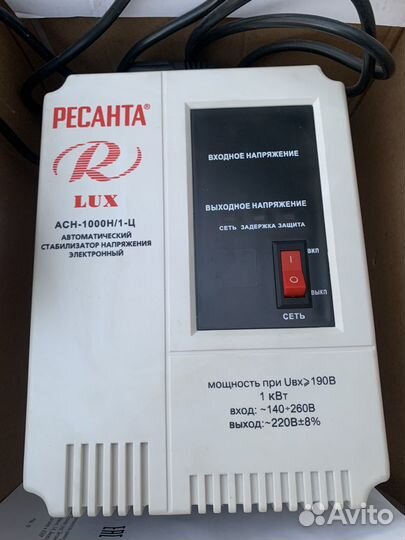 РЕСАНТА®
R
LUX
АСН-1000Н/1-Ц
АВТОМАТИЧЕСКИЙ
СТАБИЛИЗАТОР НАПРЯЖЕНИЯ
ЭЛЕКТРОННЫЙ
ВХОДНОЕ НАПРЯЖЕНИЕ
ВЫХОДНОЕ НАПРЯЖЕНИЕ
СЕТЬ ЗАДЕРЖКА ЗАЩИТА
ВКЛ
ВЫКЛ
СЕТЬ
мощность при Uвх⩾190В
1 кВт
вход: ~140÷260В
выход:~220В±8%
Avito